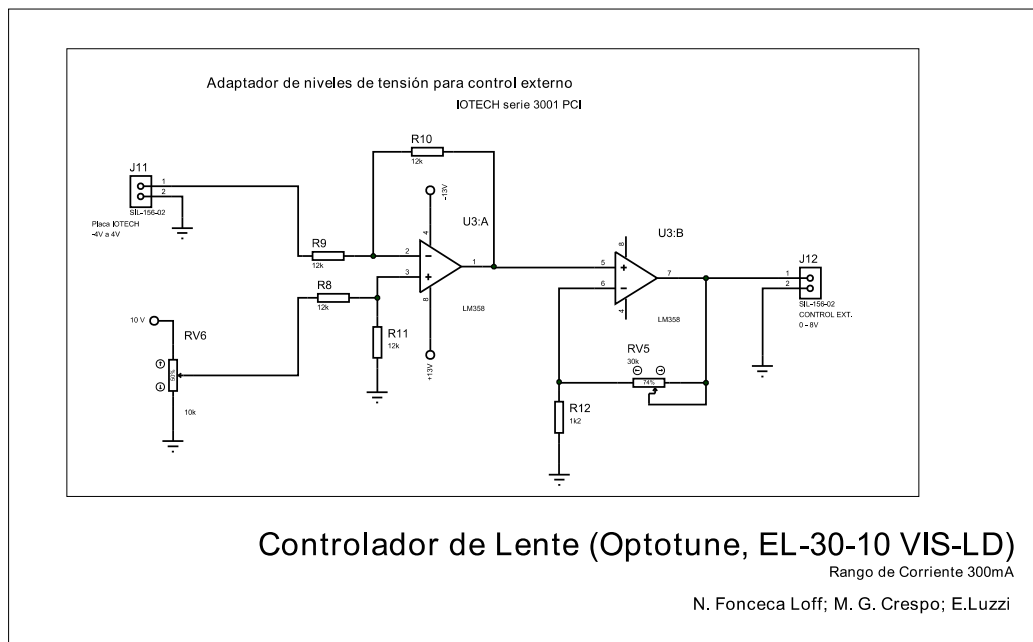 Adaptador de niveles de tensión para control externo
IOTECH serie 3001 PCI
R10
12k
J11
1
2
SIL-156-02
Placa IOTECH
-4V a 4V
-13V
U3:A
4
R9
12k
2
3
1
8
LM358
R8
12k
R11
12k
+13V
10 V
RV6
50%
10k
U3:B
8
5
6
7
4
LM358
J12
1
2
SIL-156-02
CONTROL EXT.
0 - 8V
RV5
30k
74%
R12
1k2
Controlador de Lente (Optotune, EL-30-10 VIS-LD)
Rango de Corriente 300mA
N. Fonceca Loff; M. G. Crespo; E.Luzzi